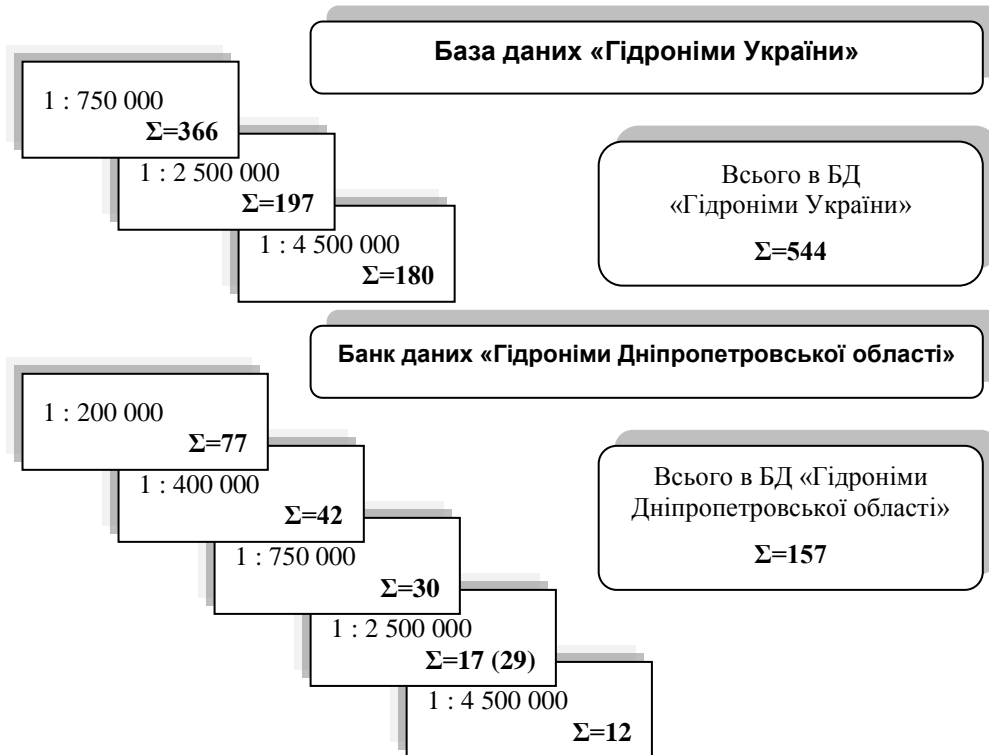 База даних «Гідроніми України»
1 : 750 000
Σ=366
1 : 2 500 000
Σ=197
1 : 4 500 000
Σ=180
Всього в БД
«Гідроніми України»
Σ=544
Банк даних «Гідроніми Дніпропетровської області»
1 : 200 000
Σ=77
1 : 400 000
Σ=42
1 : 750 000
Σ=30
1 : 2 500 000
Σ=17 (29)
1 : 4 500 000
Σ=12
Всього в БД «Гідроніми
Дніпропетровської області»
Σ=157